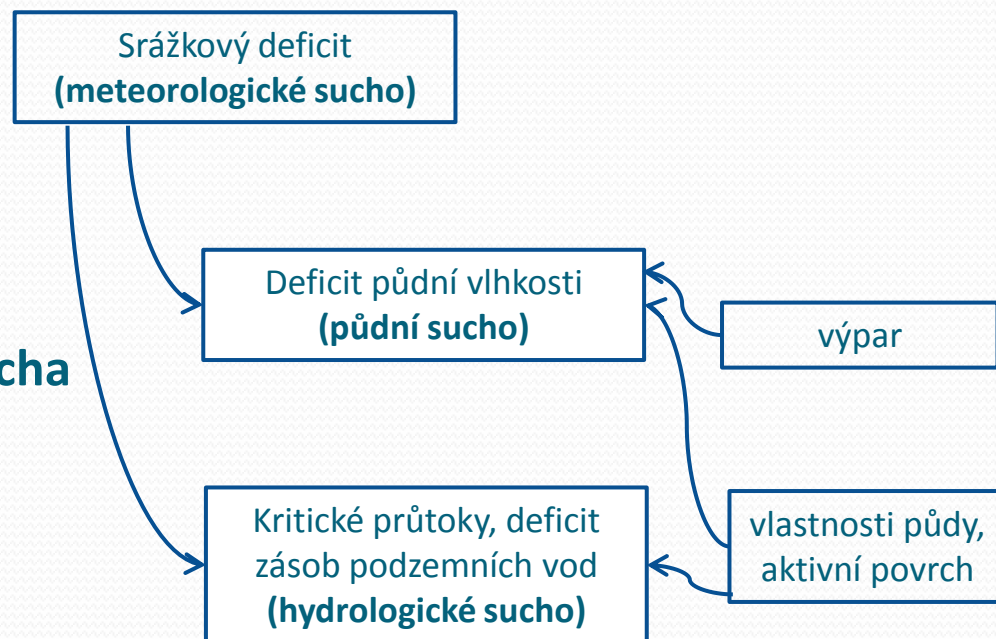 Srážkový deficit
(meteorologické sucho)
Deficit půdní vlhkosti
(půdní sucho)
výpar
cha
Kritické průtoky, deficit
zásob podzemních vod
(hydrologické sucho)
vlastnosti půdy,
aktivní povrch